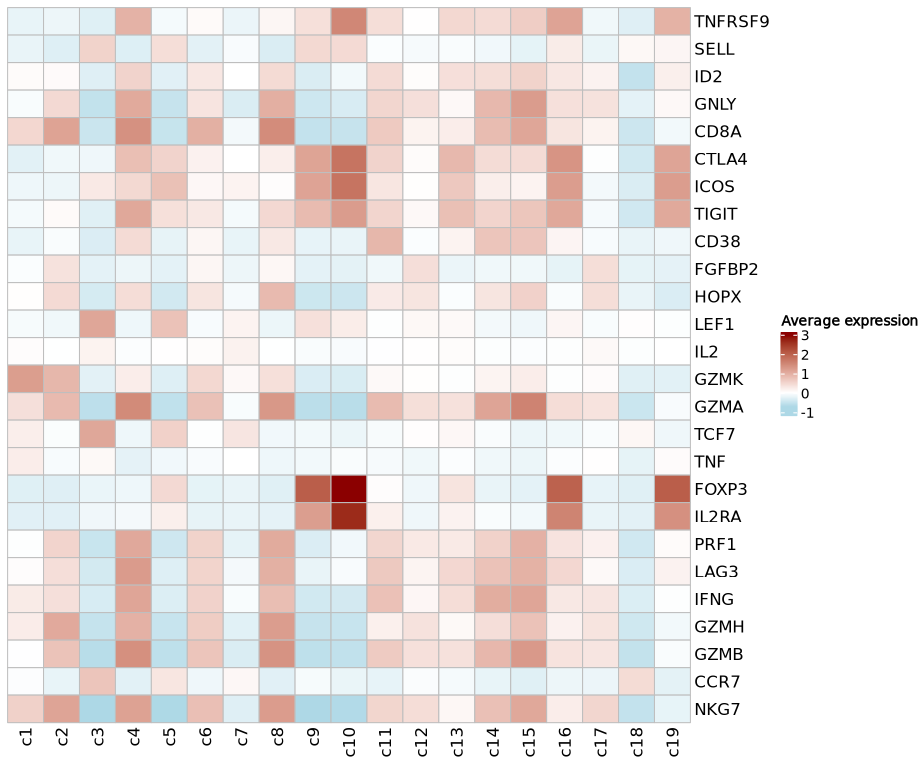 TNFRSF9
SELL
ID2
GNLY
CD8A
CTLA4
ICOS
TIGIT
CD38
FGFBP2
HOPX
LEF1
IL2
GZMK
GZMA
TCF7
TNF
FOXP3
IL2RA
PRF1
LAG3
IFNG
GZMH
GZMB
CCR7
NKG7
c1 c2 c3 c4 c5 c6 c7 c8 c9 c10 c11 c12 c13 c14 c15 c16 c17 c18 c19
Average expression
3
2
1
0
-1